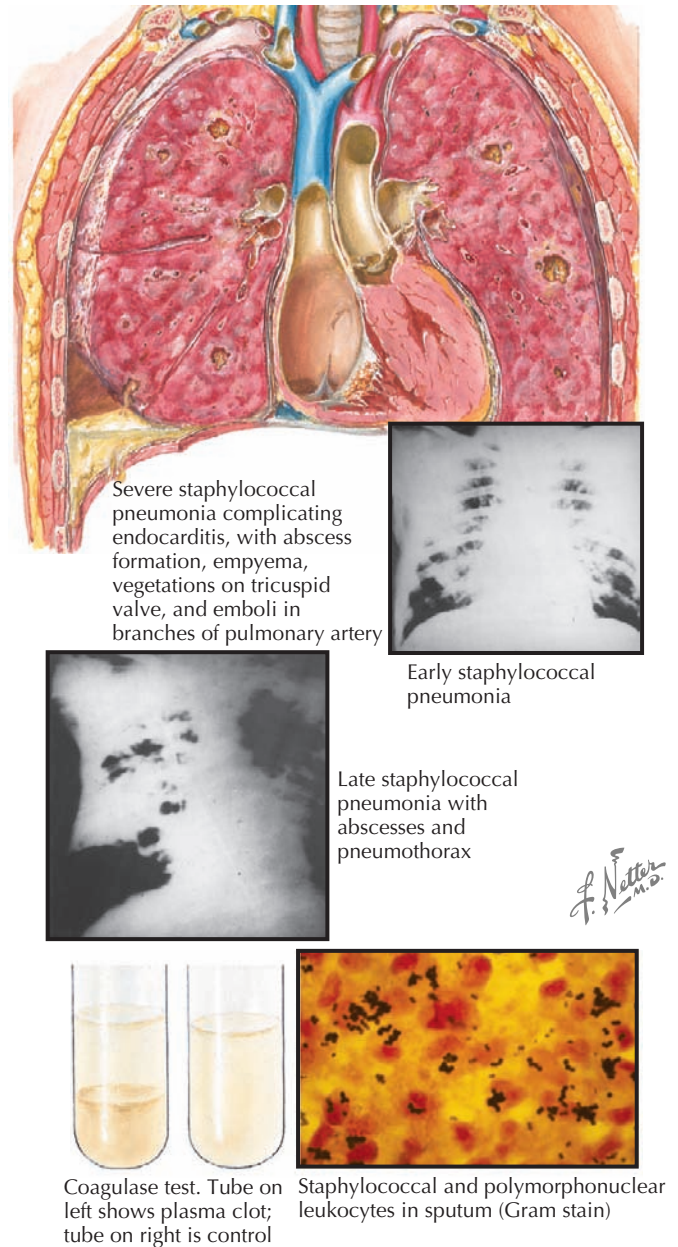 Severe staphylococcal
pneumonia complicating
endocarditis, with abscess
formation, empyema,
vegetations on tricuspid
valve, and emboli in
branches of pulmonary artery
Early staphylococcal
pneumonia
Late staphylococcal
pneumonia with
abscesses and
pneumothorax
F. Netter
M.D.
Coagulase test. Tube on
left shows plasma clot;
tube on right is control
Staphylococcal and polymorphonuclear
leukocytes in sputum (Gram stain)